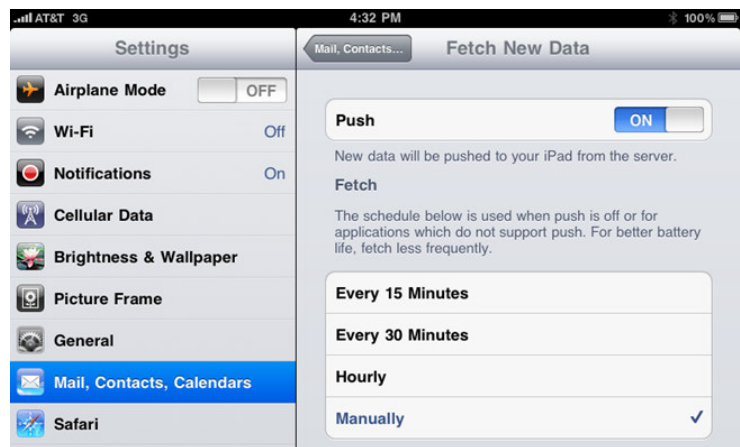 AT&T 3G 4:32 PM 100%
Settings
Airplane Mode OFF
Wi-Fi Off
Notifications On
Cellular Data
Brightness & Wallpaper
Picture Frame
General
Mail, Contacts, Calendars
Safari
Mail, Contacts... Fetch New Data
Push ON
New data will be pushed to your iPad from the server.
Fetch
The schedule below is used when push is off or for
applications which do not support push. For better battery
life, fetch less frequently.
Every 15 Minutes
Every 30 Minutes
Hourly
Manually